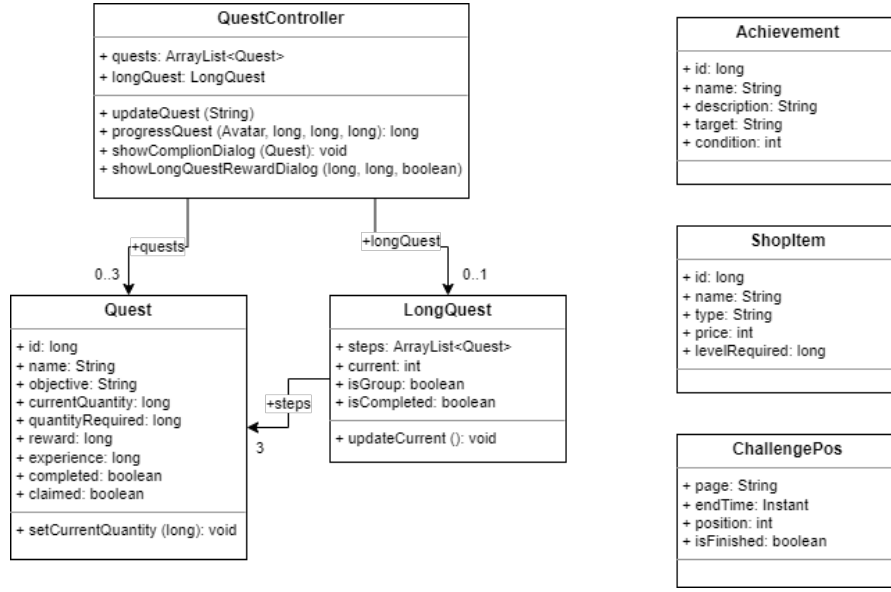 QuestController
+ quests: ArrayList<Quest>
+ longQuest: LongQuest
+ updateQuest (String)
+ progressQuest (Avatar, long, long, long): long
+ showComplionDialog (Quest): void
+ showLongQuestRewardDialog (long, long, boolean)
+quests
+longQuest
0..3
0..1
Quest
+ id: long
+ name: String
+ objective: String
+ currentQuantity: long
+ quantityRequired: long
+ reward: long
+ experience: long
+ completed: boolean
+ claimed: boolean
+ setCurrentQuantity (long): void
+steps
3
LongQuest
+ steps: ArrayList<Quest>
+ current: int
+ isGroup: boolean
+ isCompleted: boolean
+ updateCurrent (): void
Achievement
+ id: long
+ name: String
+ description: String
+ target: String
+ condition: int
ShopItem
+ id: long
+ name: String
+ type: String
+ price: int
+ levelRequired: long
ChallengePos
+ page: String
+ endTime: Instant
+ position: int
+ isFinished: boolean